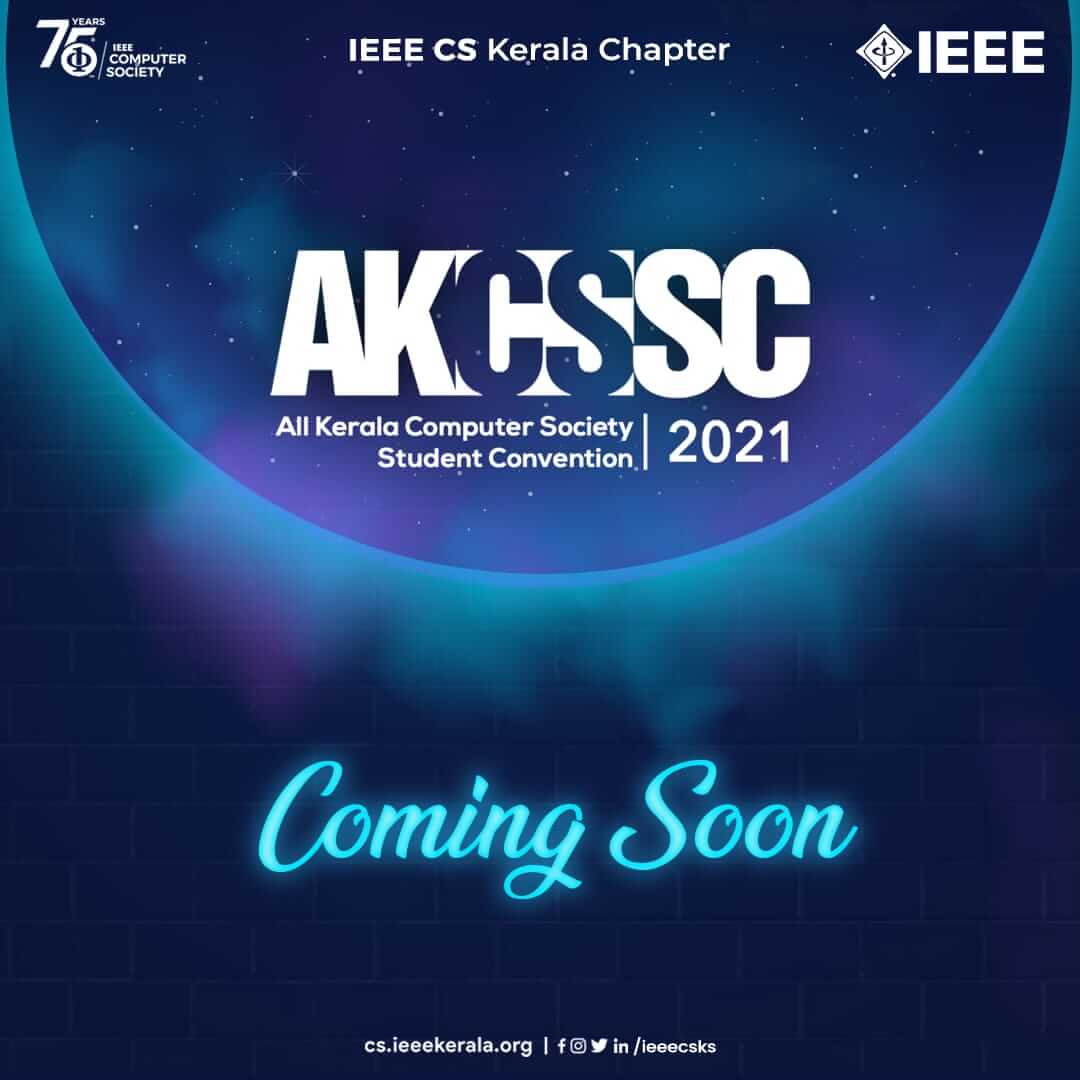 75 YEARS
IEEE
COMPUTER
SOCIETY
IEEE CS Kerala Chapter
IEEE
AKCSSC
All Kerala Computer Society
Student Convention
2021
Coming Soon
cs.ieeekerala.org | /ieeecsks